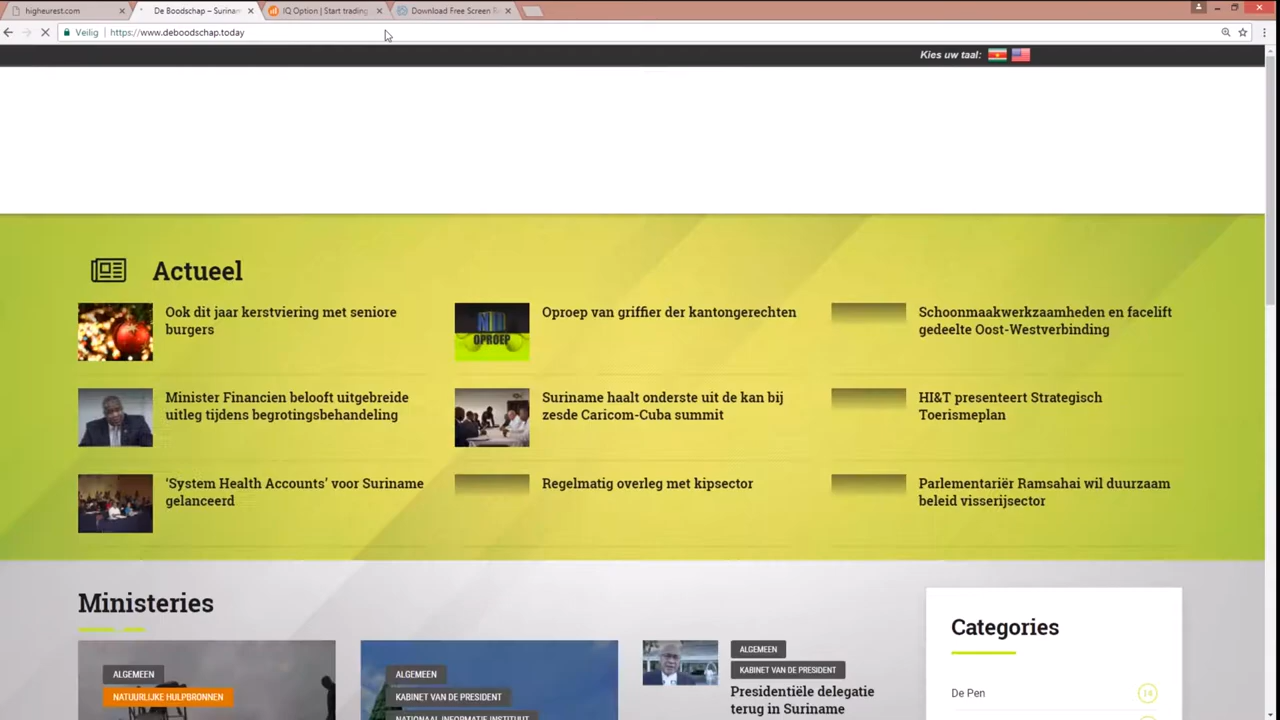 higheurest.com
De Boodschap – Surinam
IQ Option | Start trading
Download Free Screen R
Veilig
https://www.deboodschap.today
Kies uw taal:
Actueel
Ook dit jaar kerstviering met seniore
burgers
OPROEP
Oproep van griffier der kantongerechten
Schoonmaakwerkzaamheden en facelift
gedeelte Oost-Westverbinding
Minister Financien belooft uitgebreide
uitleg tijdens begrotingsbehandeling
Suriname haalt onderste uit de kan bij
zesde Caricom-Cuba summit
HI&T presenteert Strategisch
Toerismeplan
‘System Health Accounts’ voor Suriname
gelanceerd
Regelmatig overleg met kipsector
Parlementariër Ramsahai wil duurzaam
beleid visserijsector
Ministeries
Categories
ALGEMEEN
NATUURLIJKE HULPBRONNEN
ALGEMEEN
KABINET VAN DE PRESIDENT
NATIONAAL INFORMATIE INSTITUUT
ALGEMEEN
KABINET VAN DE PRESIDENT
Presidentiële delegatie
terug in Suriname
De Pen
14